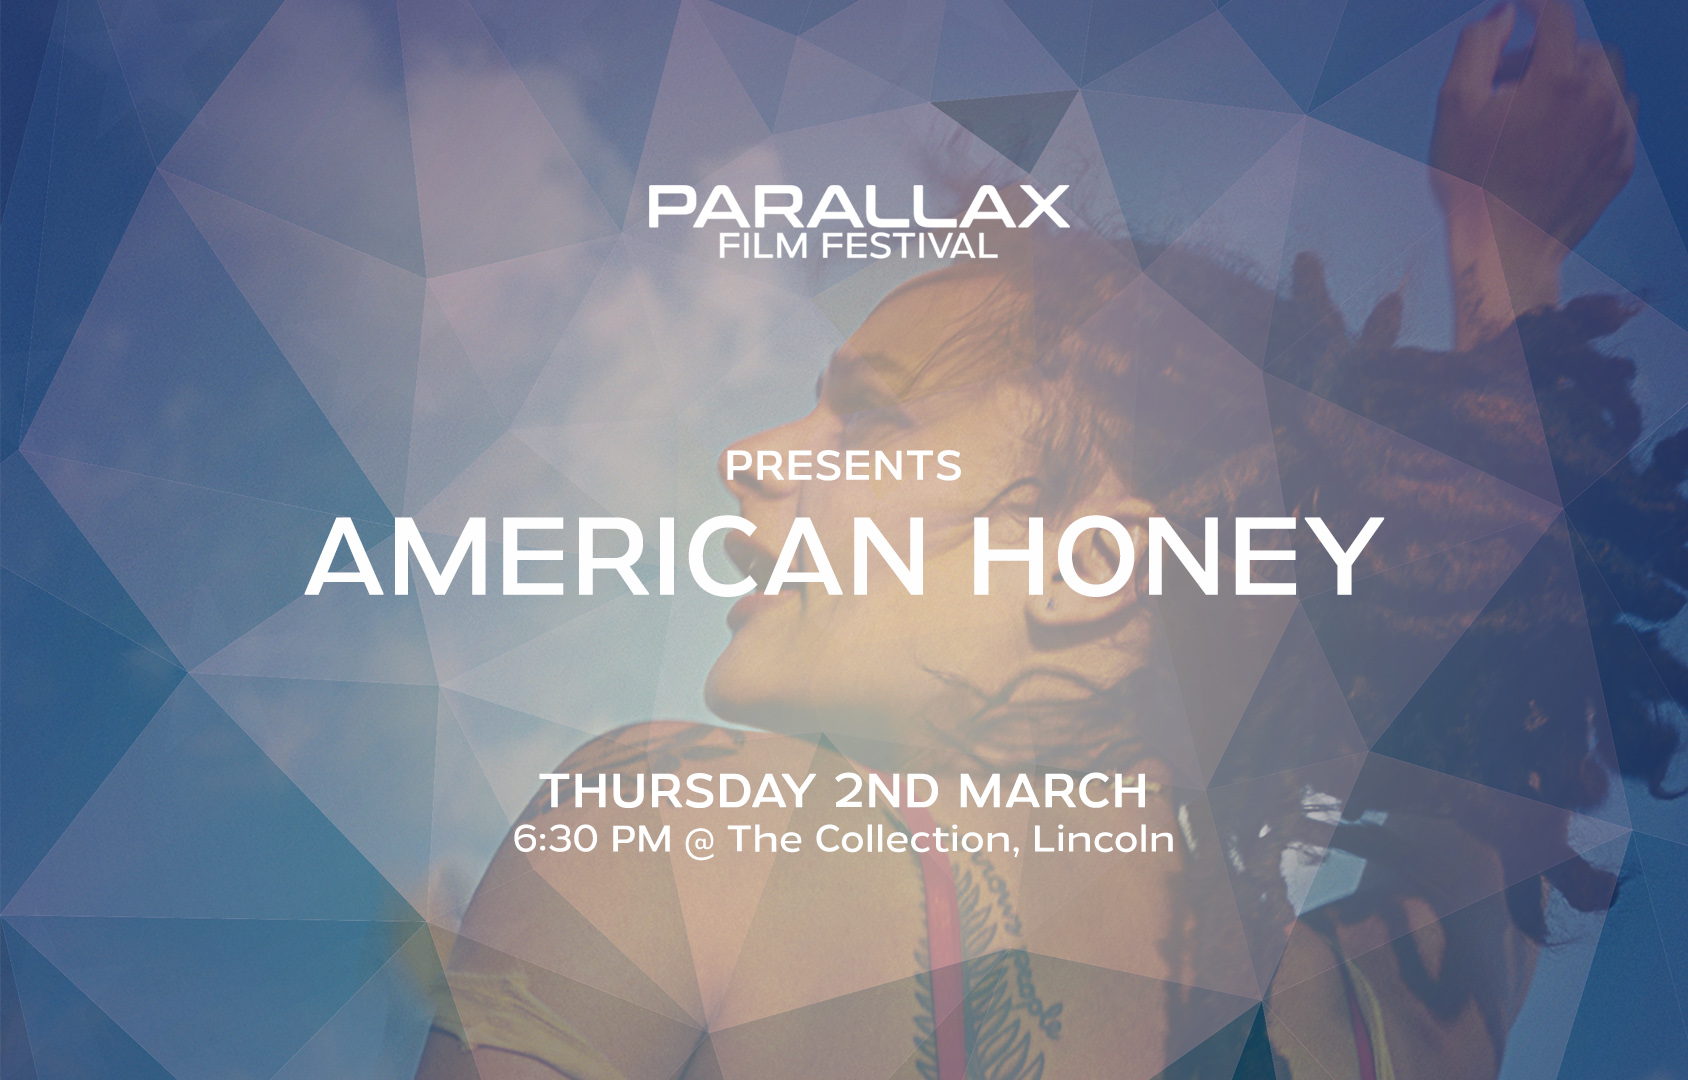 PARALLAX
FILM FESTIVAL
PRESENTS
AMERICAN HONEY
THURSDAY 2ND MARCH
6:30 PM @ The Collection, Lincoln